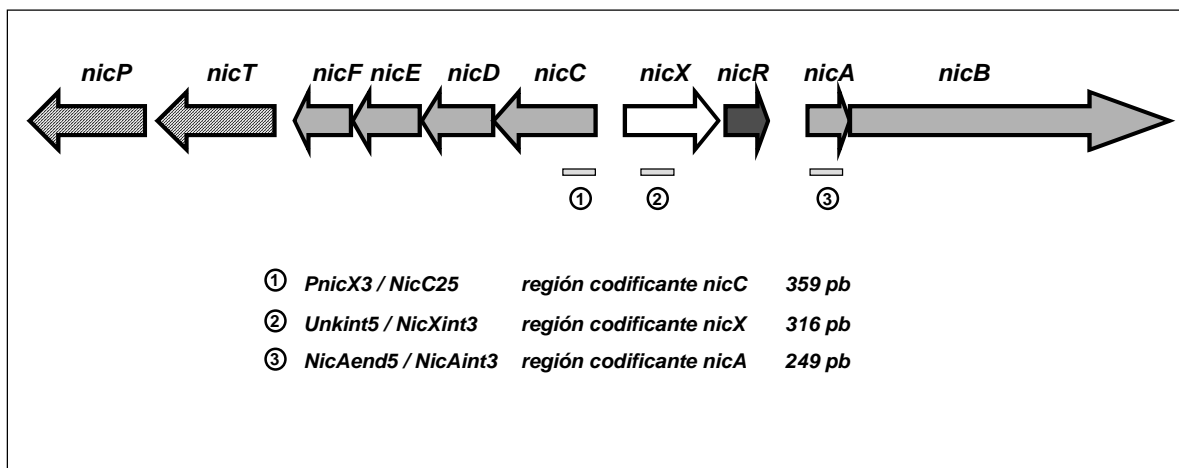 nicP nicT nicF nicE nicD nicC nicX nicR nicA nicB
1 2 3
1 PnicX3 / NicC25 región codificante nicC 359 pb
2 Unkint5 / NicXint3 región codificante nicX 316 pb
3 NicAend5 / NicAint3 región codificante nicA 249 pb